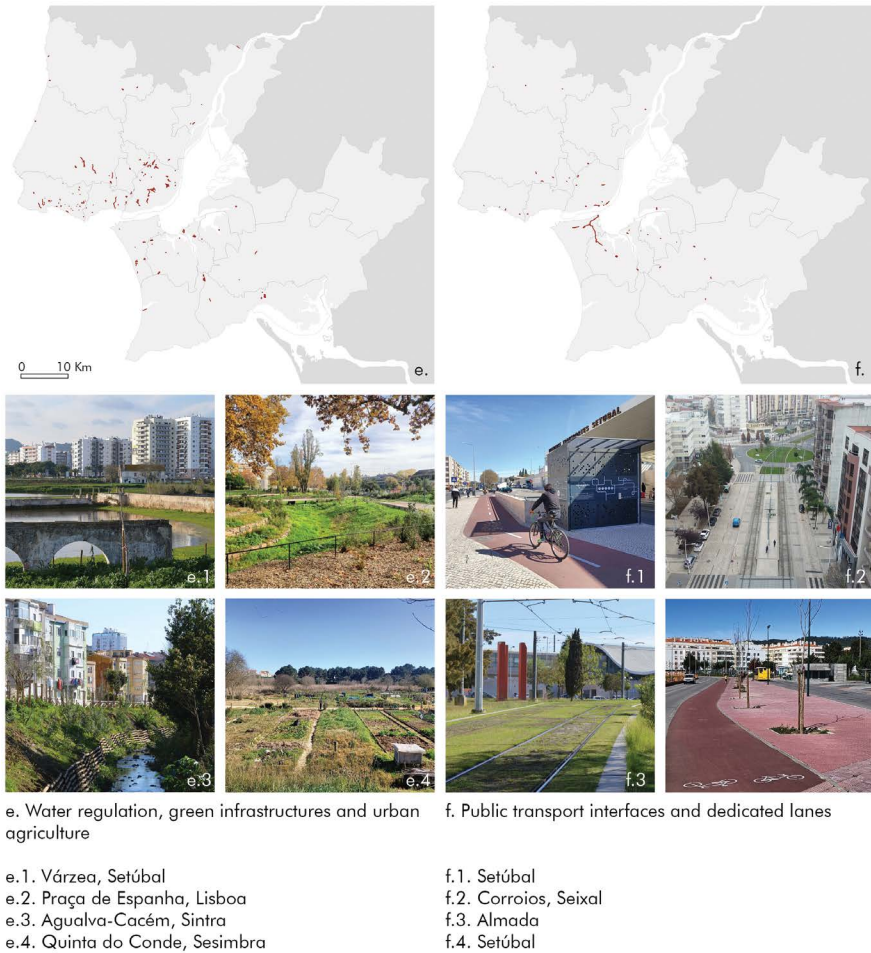 0 10 Km
e.
f.
e.1
e.2
SETÚBAL
f.1
f.2
e.3
e.4
f.3
e. Water regulation, green infrastructures and urban
agriculture
f. Public transport interfaces and dedicated lanes
e.1. Várzea, Setúbal
e.2. Praça de Espanha, Lisboa
e.3. Agualva-Cacém, Sintra
e.4. Quinta do Conde, Sesimbra
f.1. Setúbal
f.2. Corroios, Seixal
f.3. Almada
f.4. Setúbal